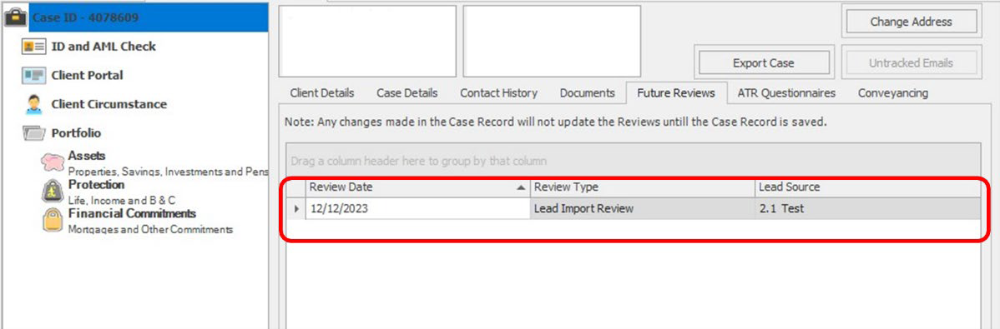 Case ID - 4078609
ID and AML Check
Client Portal
Client Circumstance
Portfolio
Assets
Properties, Savings, Investments and Pens
Protection
Life, Income and B & C
Financial Commitments
Mortgages and Other Commitments
Change Address
Export Case
Untracked Emails
Client Details
Case Details
Contact History
Documents
Future Reviews
ATR Questionnaires
Conveyancing
Note: Any changes made in the Case Record will not update the Reviews untill the Case Record is saved.
Drag a column header here to group by that column
Review Date Review Type Lead Source
12/12/2023 Lead Import Review 2.1 Test